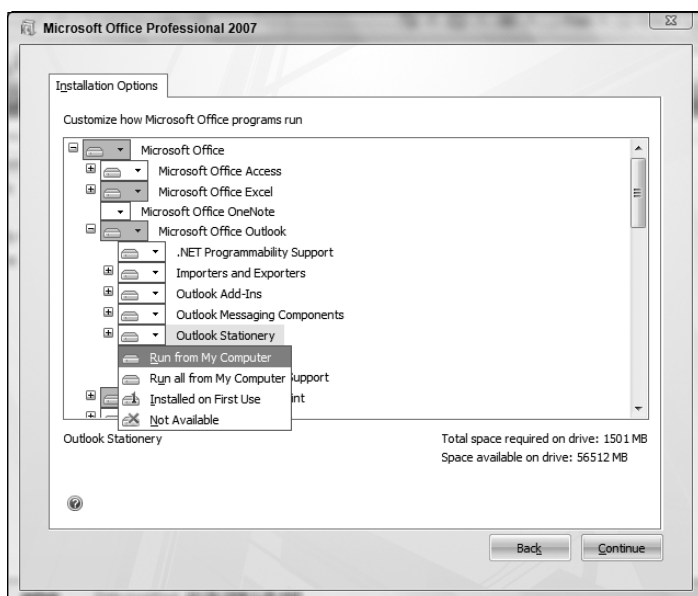 Microsoft Office Professional 2007
Installation Options
Customize how Microsoft Office programs run
Microsoft Office
Microsoft Office Access
Microsoft Office Excel
Microsoft Office OneNote
Microsoft Office Outlook
.NET Programmability Support
Importers and Exporters
Outlook Add-Ins
Outlook Messaging Components
Outlook Stationery
Run from My Computer
Run all from My Computer upport
Installed on First Use int
Not Available
Outlook Stationery
Total space required on drive: 1501 MB
Space available on drive: 56512 MB
Back
Continue